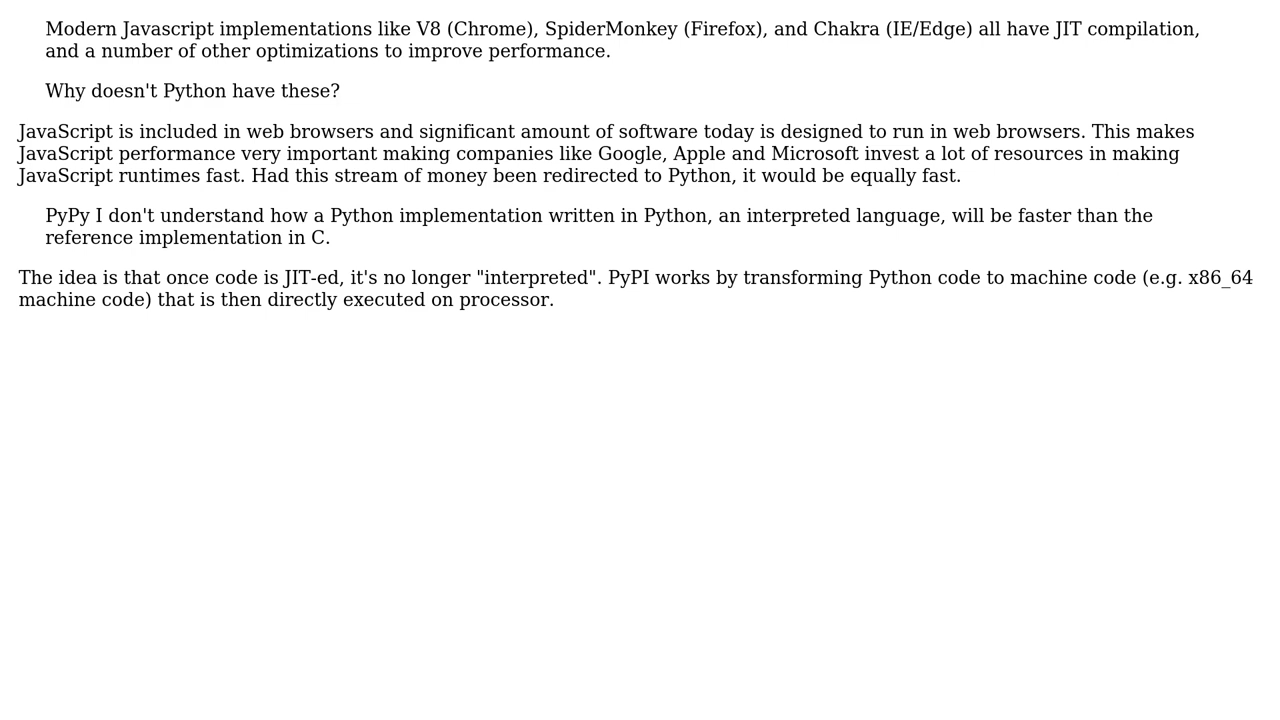 Modern Javascript implementations like V8 (Chrome), SpiderMonkey (Firefox), and Chakra (IE/Edge) all have JIT compilation,
and a number of other optimizations to improve performance.
Why doesn't Python have these?
JavaScript is included in web browsers and significant amount of software today is designed to run in web browsers. This makes
JavaScript performance very important making companies like Google, Apple and Microsoft invest a lot of resources in making
JavaScript runtimes fast. Had this stream of money been redirected to Python, it would be equally fast.
PyPy I don't understand how a Python implementation written in Python, an interpreted language, will be faster than the
reference implementation in C.
The idea is that once code is JIT-ed, it's no longer "interpreted". PyPI works by transforming Python code to machine code (e.g. x86_64
machine code) that is then directly executed on processor.